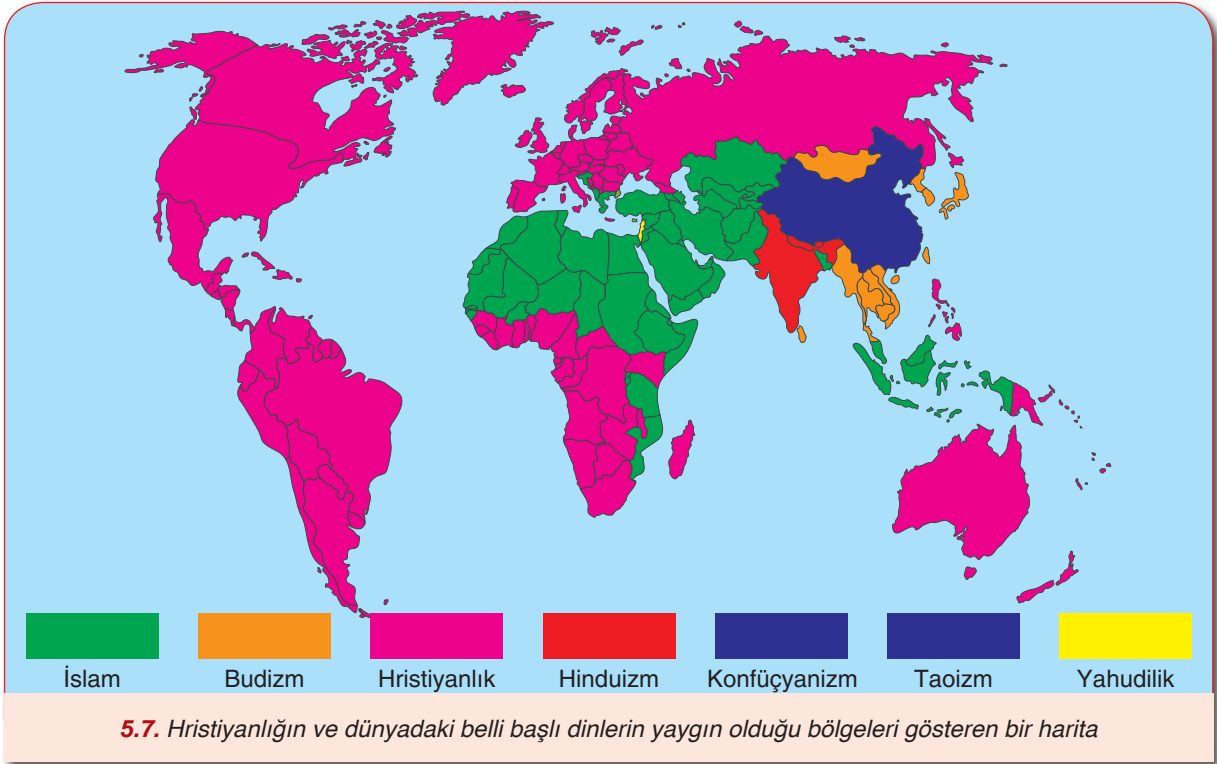 İslam
Budizm
Hristiyanlık
Hinduizm
Konfüçyanizm
Taoizm
Yahudilik
5.7. Hristiyanlığın ve dünyadaki belli başlı dinlerin yaygın olduğu bölgeleri gösteren bir harita